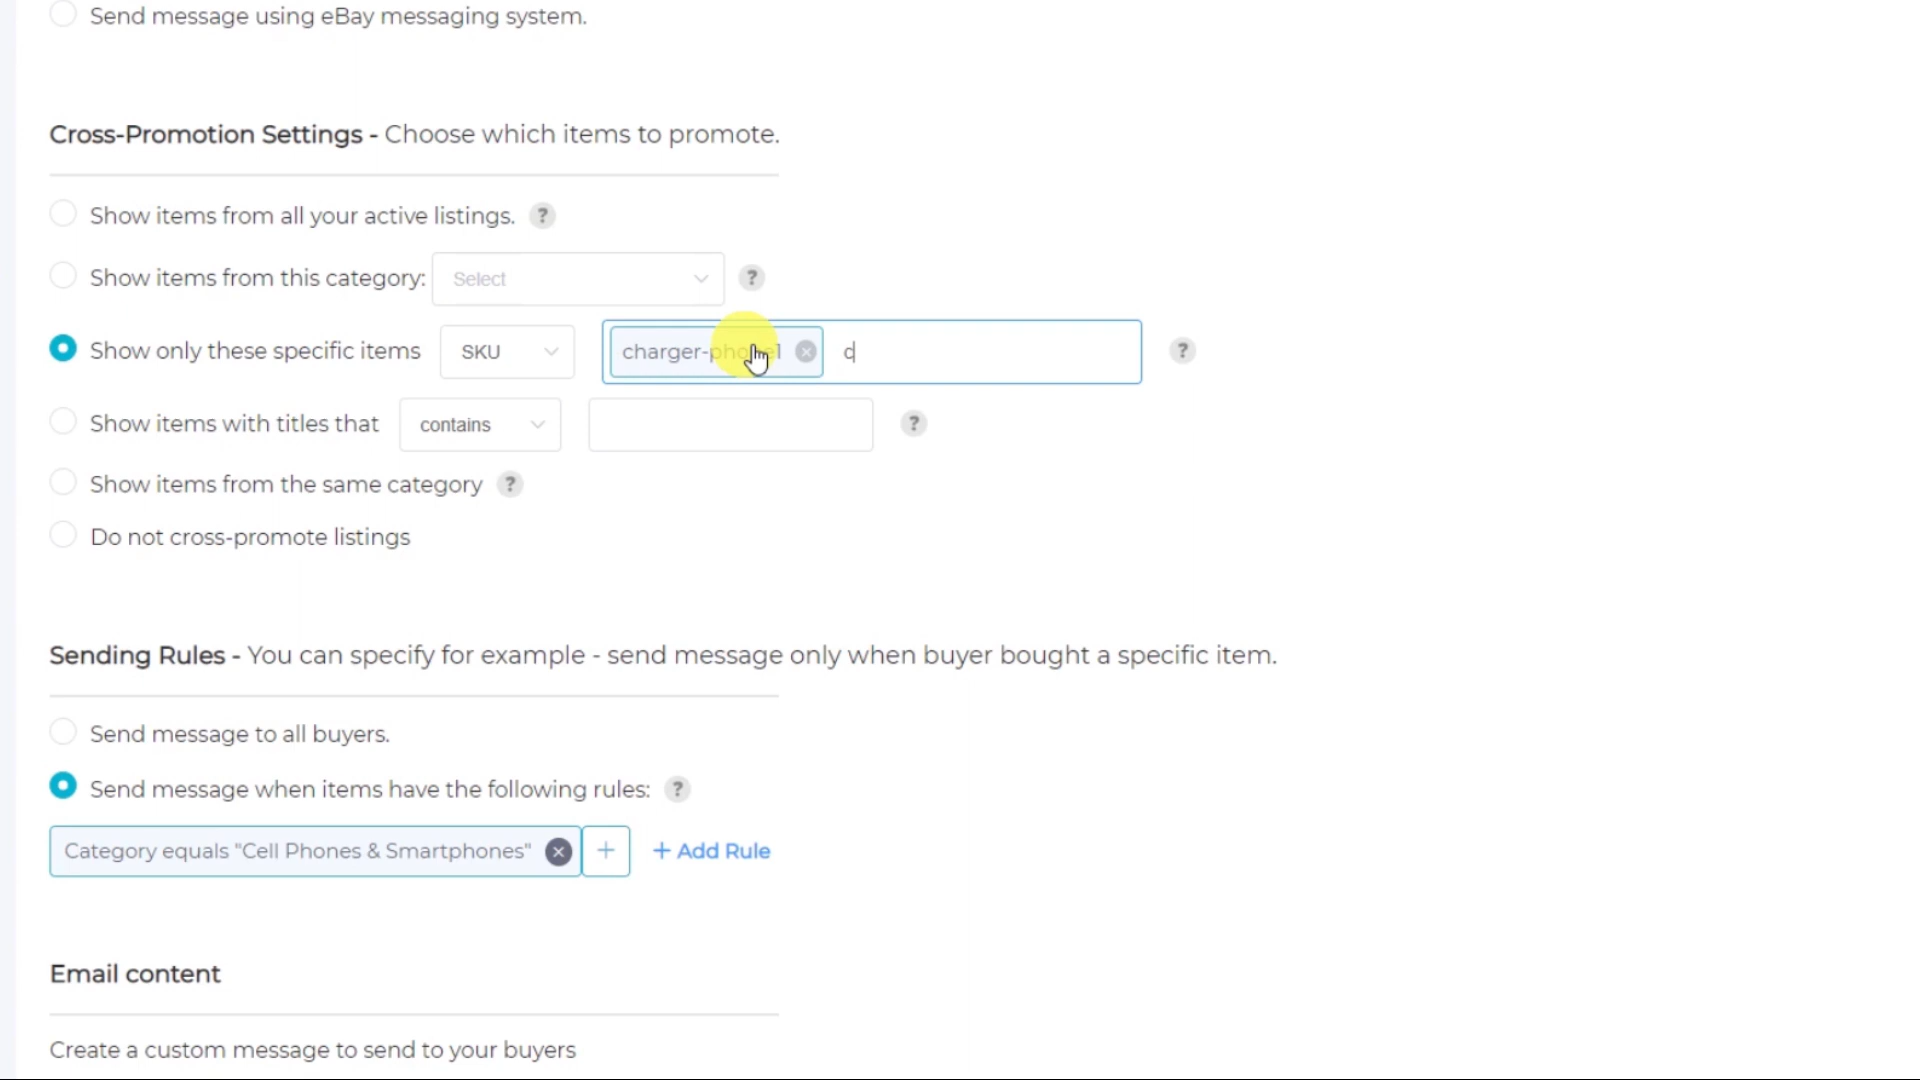 Send message using eBay messaging system.
Cross-Promotion Settings - Choose which items to promote.
Show items from all your active listings. ?
Show items from this category: Select ?
Show only these specific items SKU charger-phone1 d ?
Show items with titles that contains ?
Show items from the same category ?
Do not cross-promote listings
Sending Rules - You can specify for example - send message only when buyer bought a specific item.
Send message to all buyers.
Send message when items have the following rules: ?
Category equals "Cell Phones & Smartphones" + + Add Rule
Email content
Create a custom message to send to your buyers